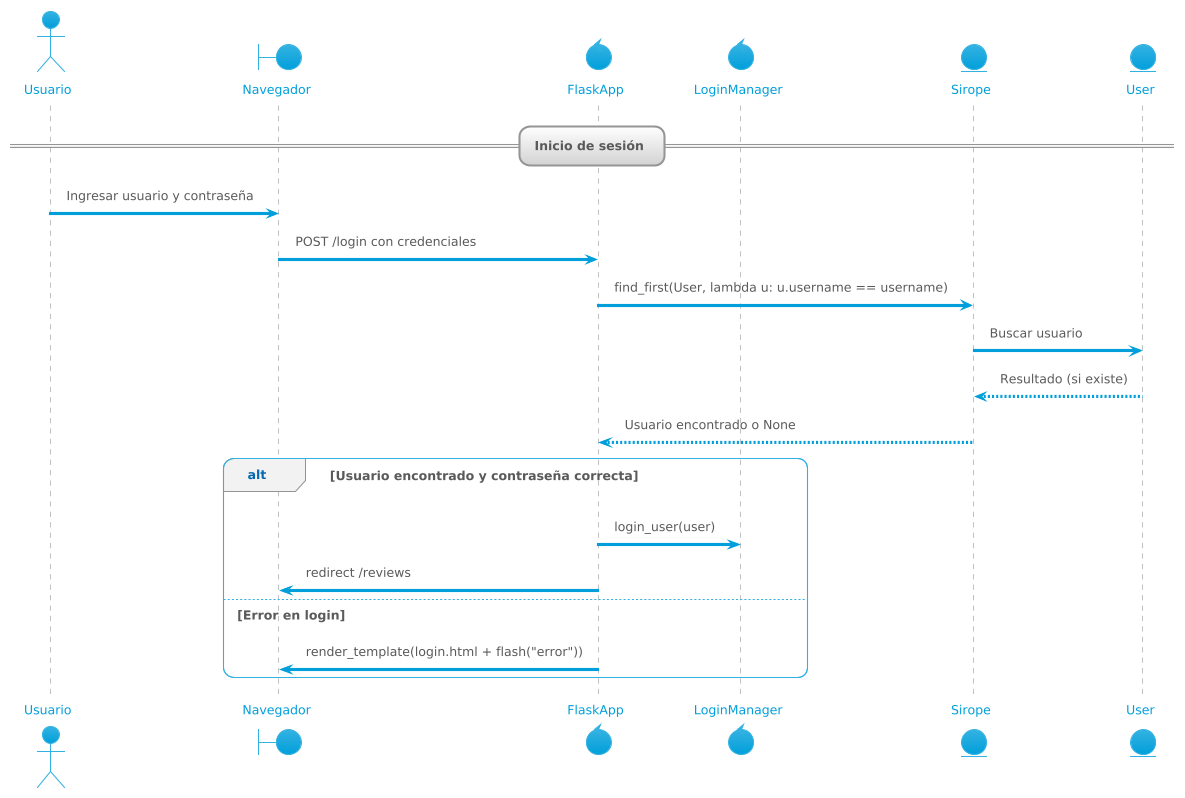 Usuario
Navegador
FlaskApp
LoginManager
Sirope
User
Inicio de sesión
Ingresar usuario y contraseña
POST /login con credenciales
find_first(User, lambda u: u.username == username)
Buscar usuario
Resultado (si existe)
Usuario encontrado o None
alt
[Usuario encontrado y contraseña correcta]
login_user(user)
redirect /reviews
[Error en login]
render_template(login.html + flash("error"))
Usuario
Navegador
FlaskApp
LoginManager
Sirope
User